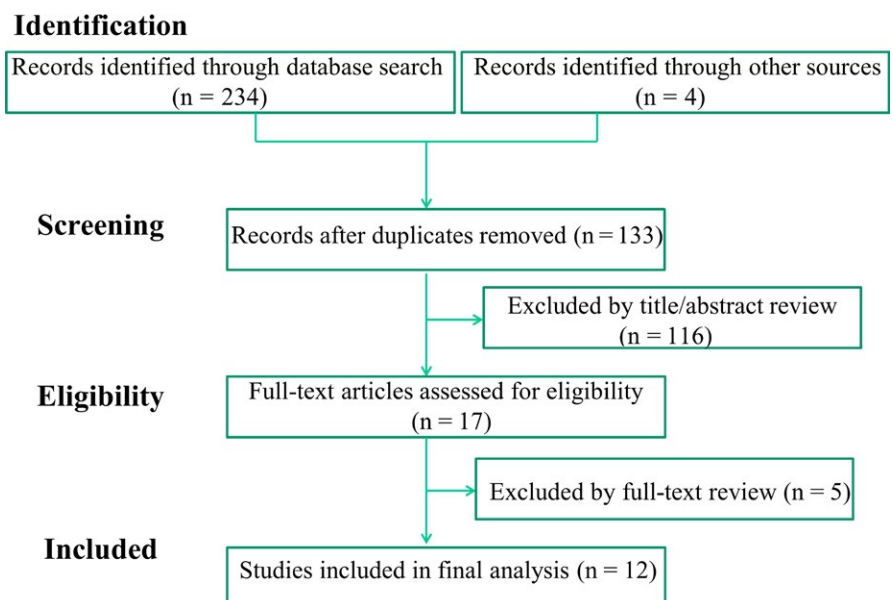 Identification
Records identified through database search
(n = 234)
Records identified through other sources
(n = 4)
Screening
Records after duplicates removed (n = 133)
Excluded by title/abstract review
(n = 116)
Eligibility
Full-text articles assessed for eligibility
(n = 17)
Excluded by full-text review (n = 5)
Included
Studies included in final analysis (n = 12)